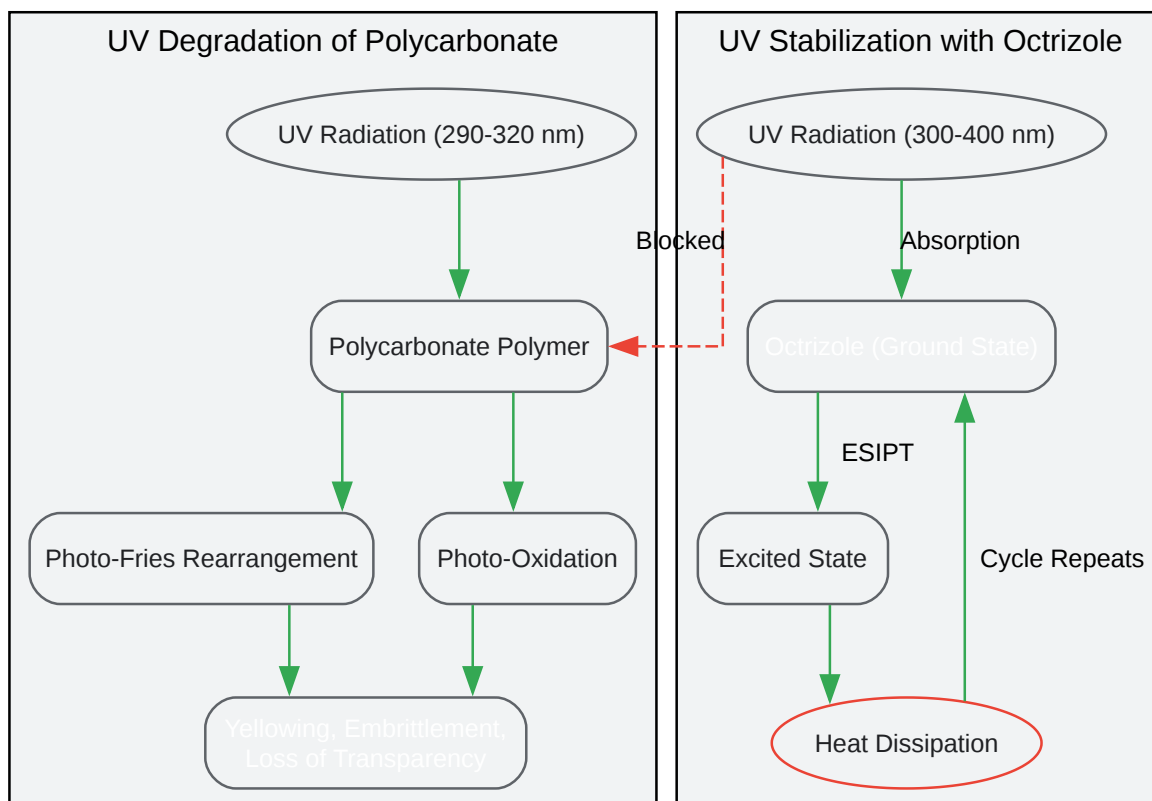 UV Degradation of Polycarbonate
UV Radiation (290-320 nm)
Polycarbonate Polymer
Photo-Fries Rearrangement
Photo-Oxidation
Yellowing, Embrittlement,
Loss of Transparency
UV Stabilization with Octrizole
UV Radiation (300-400 nm)
Blocked
Absorption
Octrizole (Ground State)
ESIPT
Excited State
Cycle Repeats
Heat Dissipation